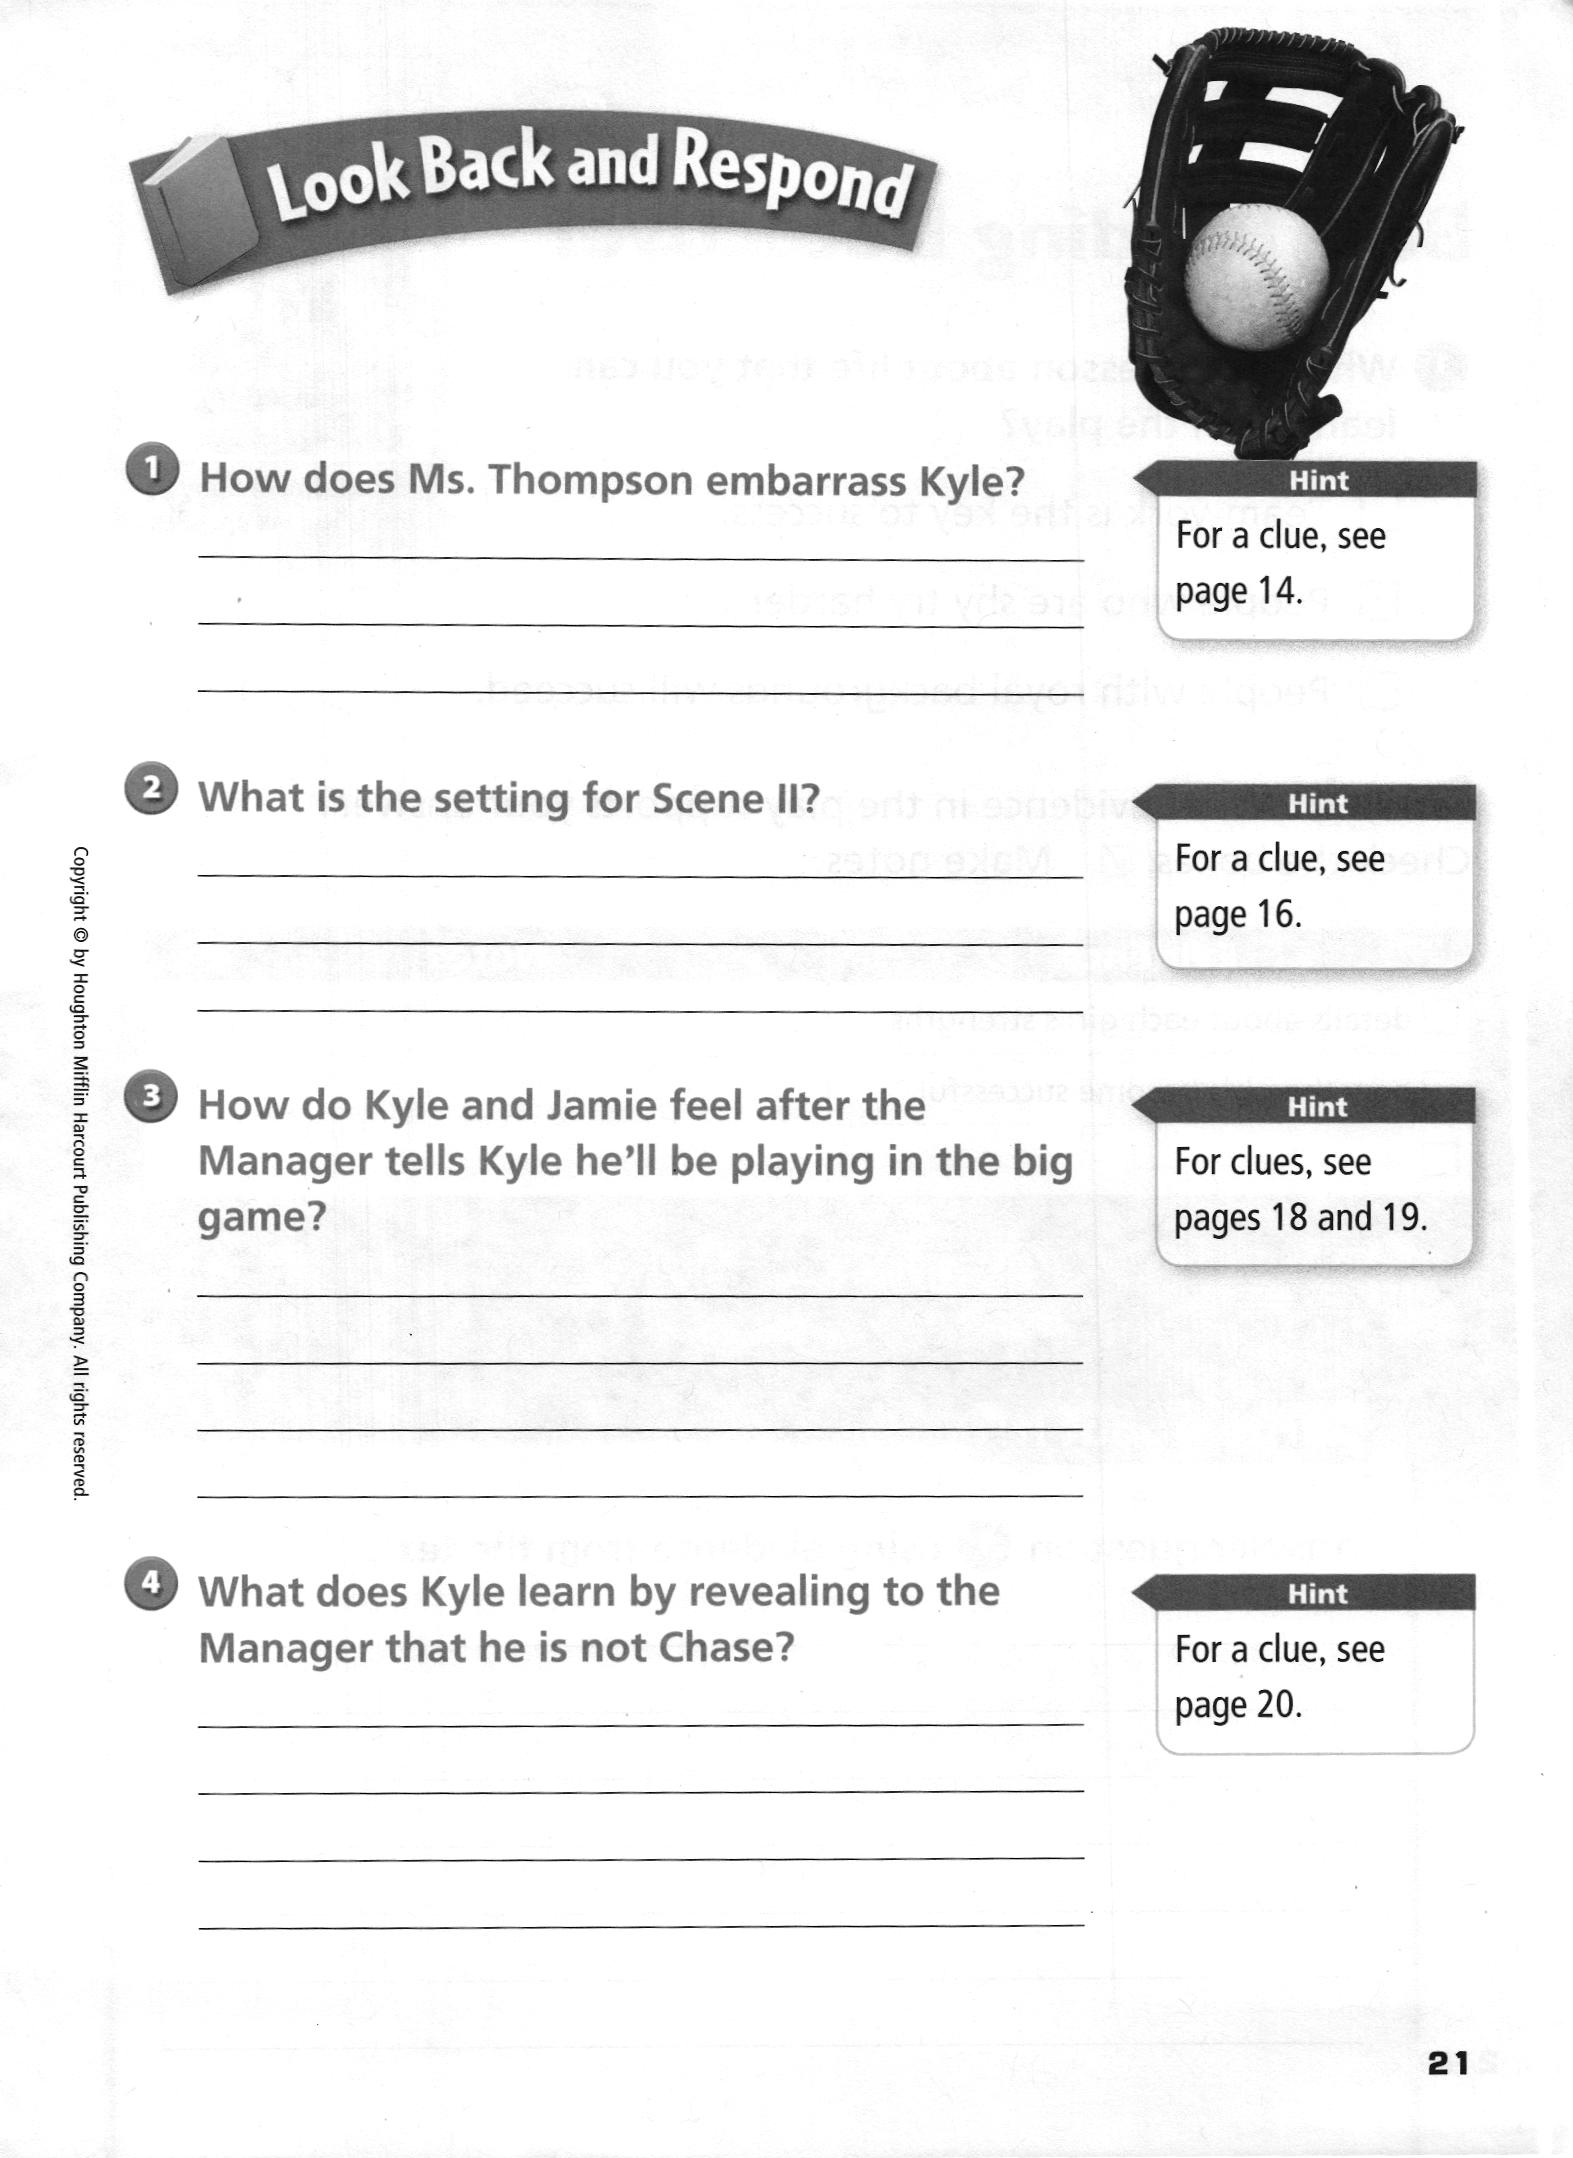 Look Back and Respond
1 How does Ms. Thompson embarrass Kyle?
Hint
For a clue, see
page 14.
2 What is the setting for Scene II?
Hint
For a clue, see
page 16.
3 How do Kyle and Jamie feel after the
Manager tells Kyle he'll be playing in the big
game?
Hint
For clues, see
pages 18 and 19.
4 What does Kyle learn by revealing to the
Manager that he is not Chase?
Hint
For a clue, see
page 20.
Copyright © by Houghton Mifflin Harcourt Publishing Company. All rights reserved.
21